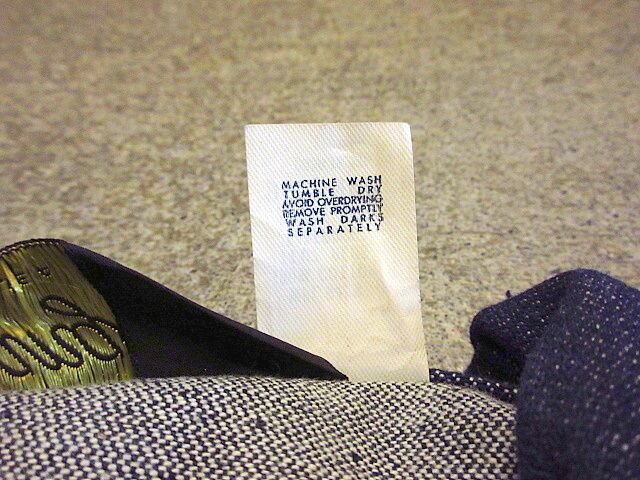 MACHINE WASH
TUMBLE DRY
AVOID OVERDRYING
REMOVE PROMPTLY
WASH DARKS
SEPARATELY